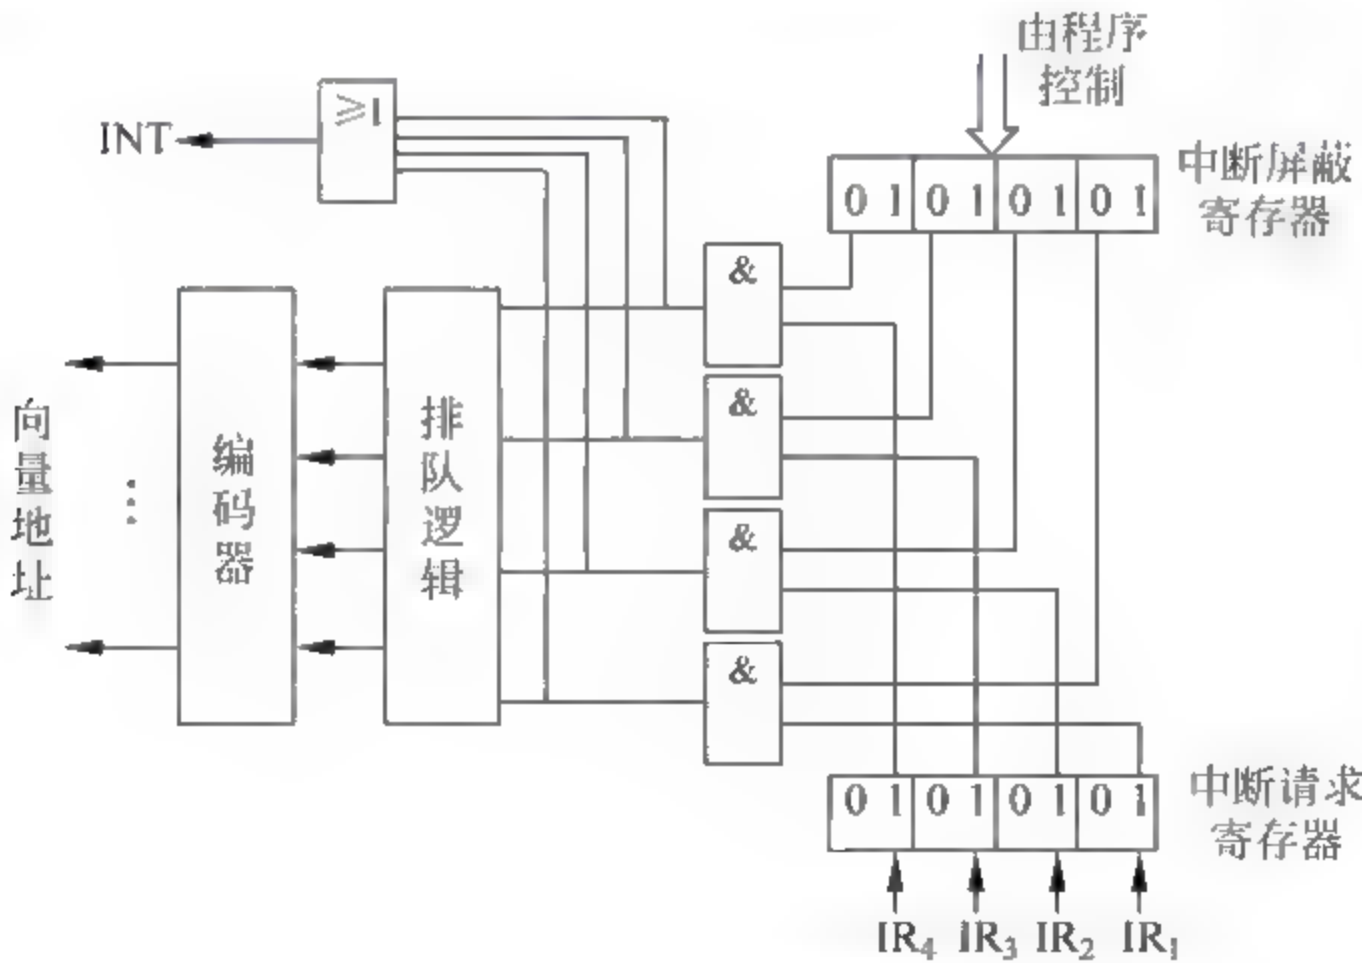 由程序
控制
≥1
INT
中断屏蔽
寄存器
0 1 0 1 0 1 0 1
&
&
&
&
向量地址
⋮
编码器
排队逻辑
0 1 0 1 0 1 0 1
中断请求
寄存器
IR₄ IR₃ IR₂ IR₁